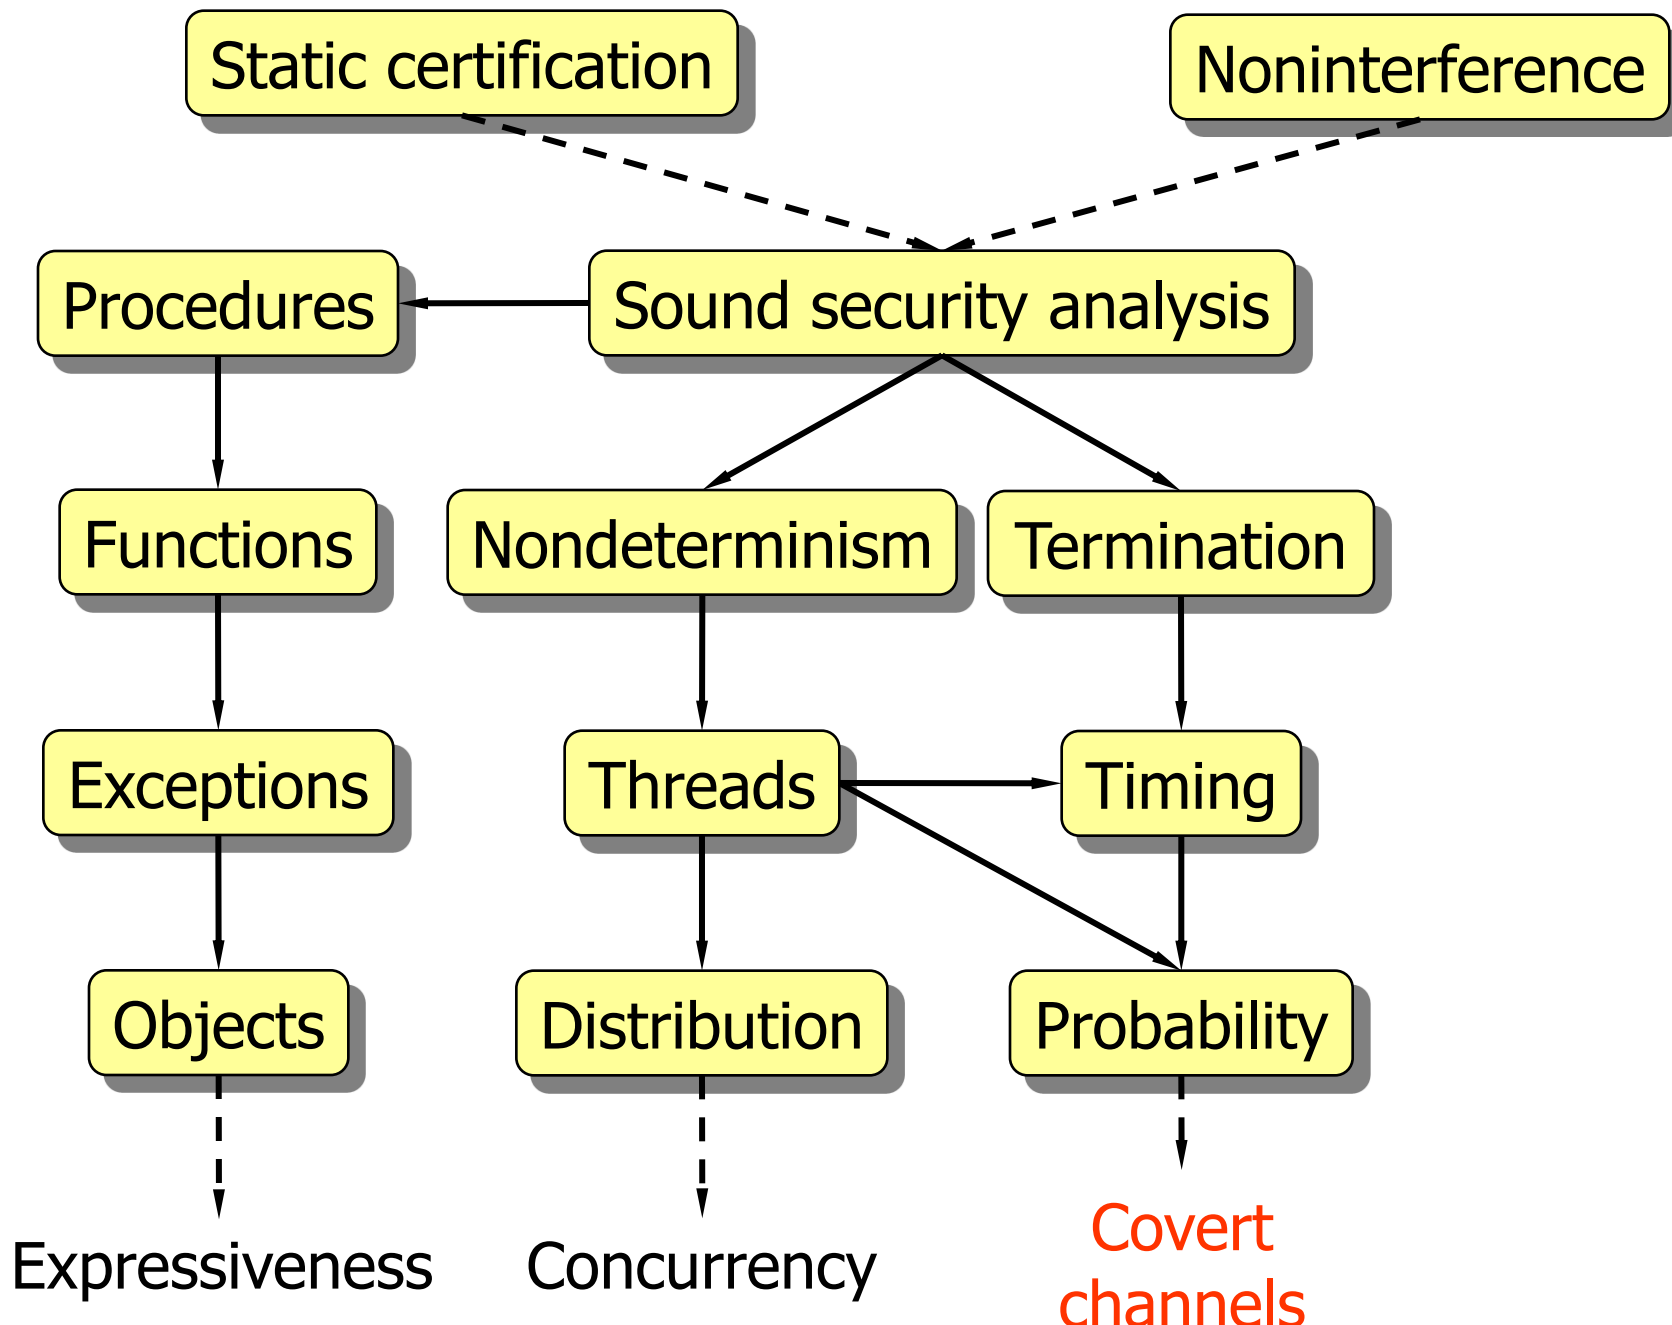 Static certification
Noninterference
Procedures
Sound security analysis
Functions
Nondeterminism
Termination
Exceptions
Threads
Timing
Objects
Distribution
Probability
Expressiveness
Concurrency
Covert
channels